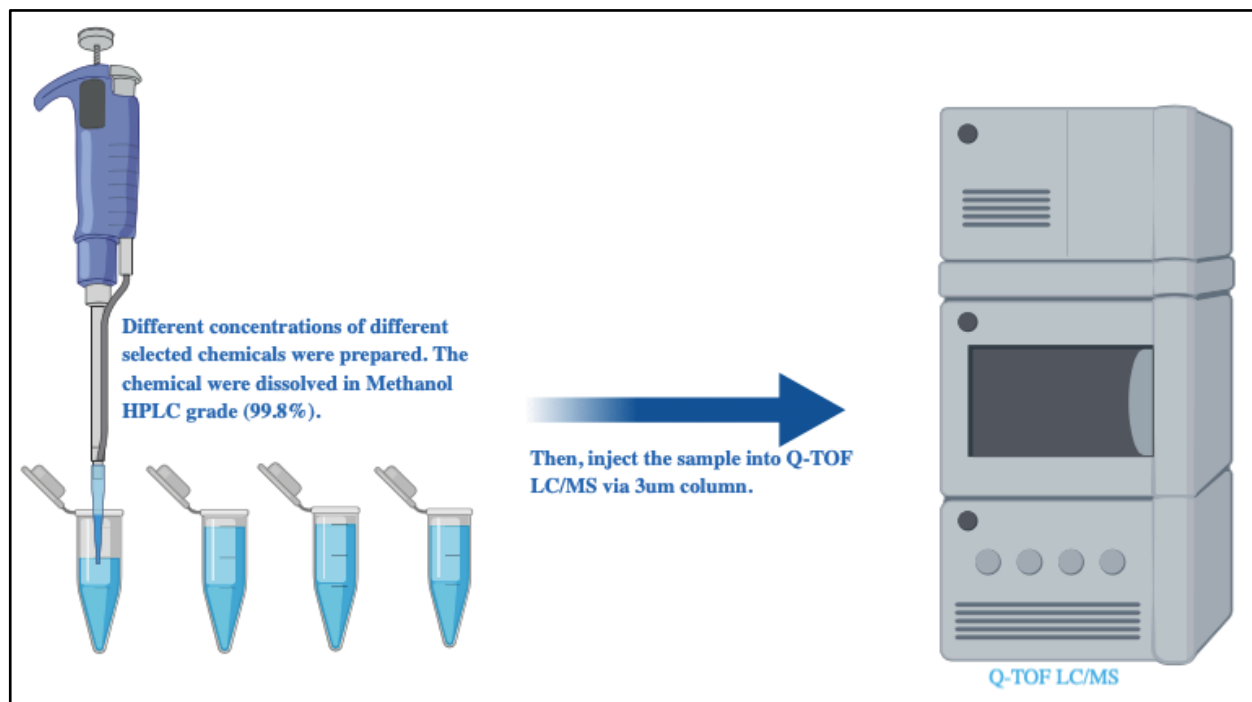 Different concentrations of different
selected chemicals were prepared. The
chemical were dissolved in Methanol
HPLC grade (99.8%).
Then, inject the sample into Q-TOF
LC/MS via 3um column.
Q-TOF LC/MS